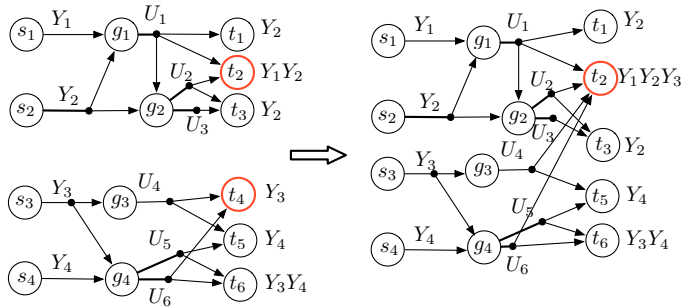 s₁ Y₁ g₁ U₁ t₁ Y₂
t₂ Y₁Y₂
s₂ Y₂ g₂ U₂ t₃ Y₂
U₃
s₃ Y₃ g₃ U₄ t₄ Y₃
U₅ t₅ Y₄
s₄ Y₄ g₄ t₆ Y₃Y₄
U₆
s₁ Y₁ g₁ U₁ t₁ Y₂
t₂ Y₁Y₂Y₃
s₂ Y₂ g₂ U₂
U₃ t₃ Y₂
s₃ Y₃ g₃ U₄
t₅ Y₄
s₄ Y₄ g₄ U₅ t₆ Y₃Y₄
U₆